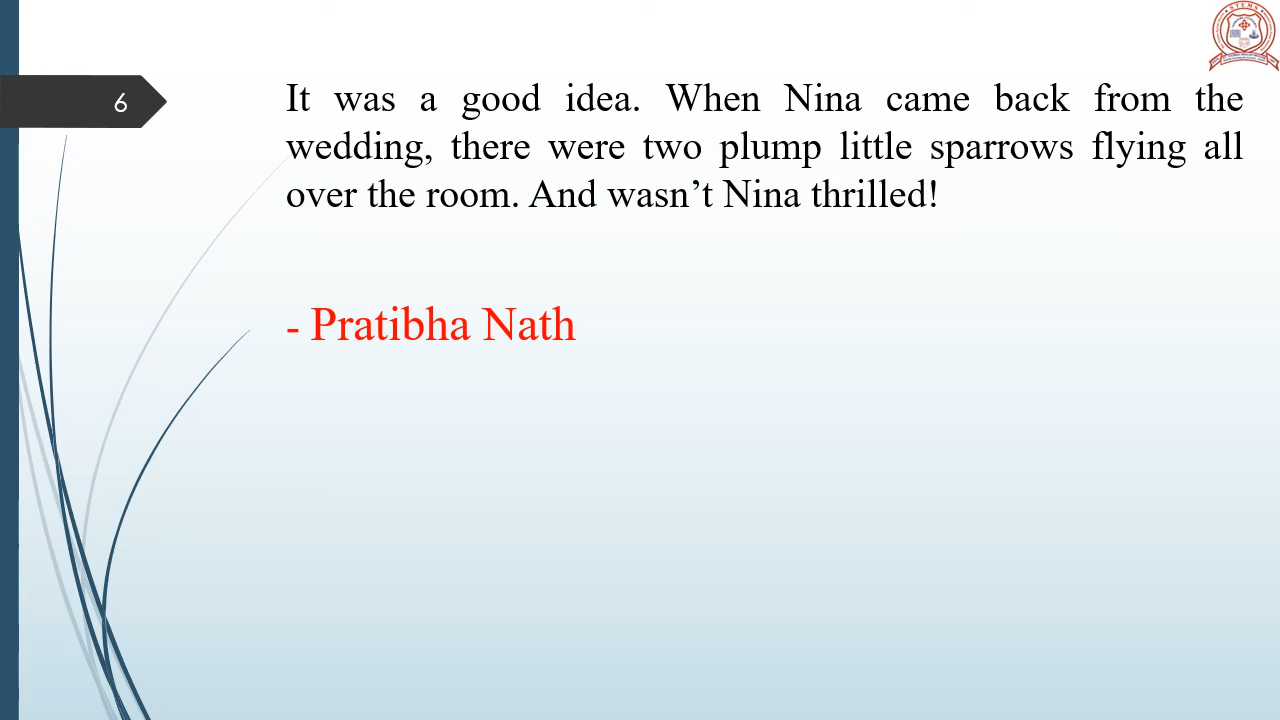 6
It was a good idea. When Nina came back from the
wedding, there were two plump little sparrows flying all
over the room. And wasn’t Nina thrilled!
- Pratibha Nath